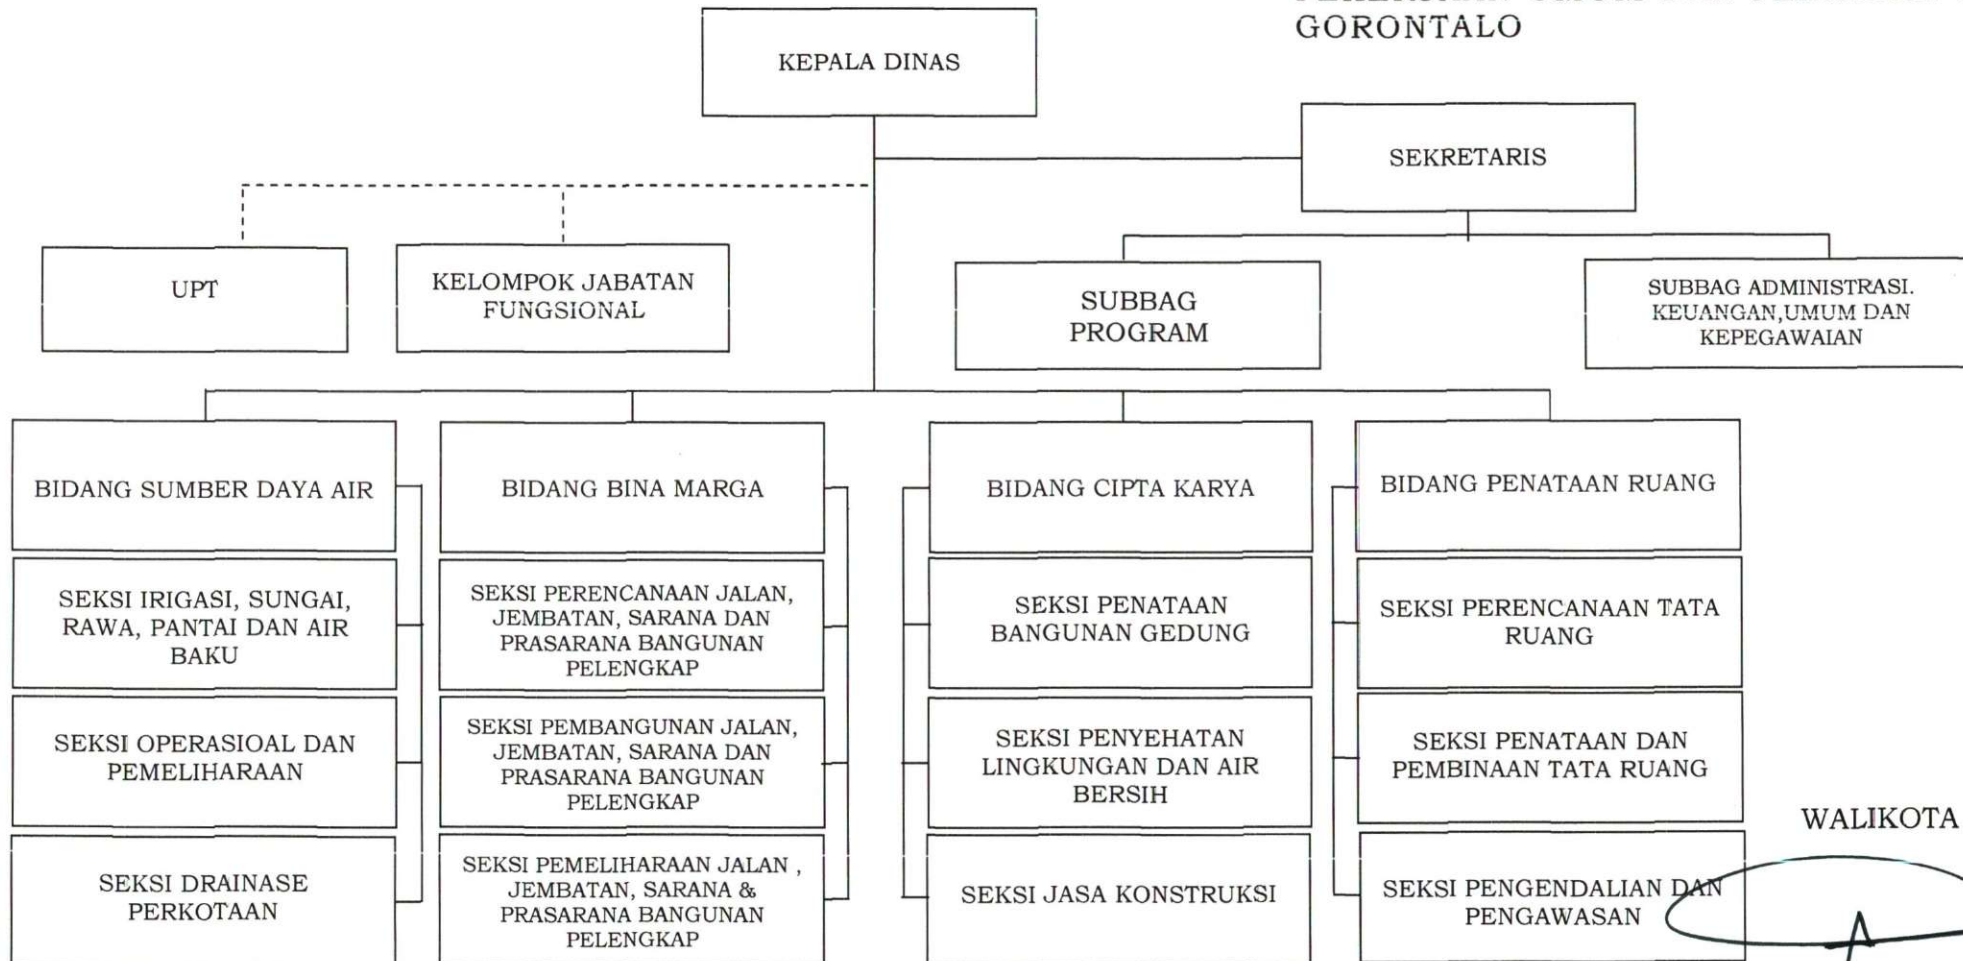 GORONTALO
KEPALA DINAS
SEKRETARIS
UPT
KELOMPOK JABATAN
FUNGSIONAL
SUBBAG
PROGRAM
SUBBAG ADMINISTRASI.
KEUANGAN,UMUM DAN
KEPEGAWAIAN
BIDANG SUMBER DAYA AIR
BIDANG BINA MARGA
BIDANG CIPTA KARYA
BIDANG PENATAAN RUANG
SEKSI IRIGASI, SUNGAI,
RAWA, PANTAI DAN AIR
BAKU
SEKSI PERENCANAAN JALAN,
JEMBATAN, SARANA DAN
PRASARANA BANGUNAN
PELENGKAP
SEKSI PENATAAN
BANGUNAN GEDUNG
SEKSI PERENCANAAN TATA
RUANG
SEKSI OPERASIOAL DAN
PEMELIHARAAN
SEKSI PEMBANGUNAN JALAN,
JEMBATAN, SARANA DAN
PRASARANA BANGUNAN
PELENGKAP
SEKSI PENYEHATAN
LINGKUNGAN DAN AIR
BERSIH
SEKSI PENATAAN DAN
PEMBINAAN TATA RUANG
SEKSI DRAINASE
PERKOTAAN
SEKSI PEMELIHARAAN JALAN ,
JEMBATAN, SARANA &
PRASARANA BANGUNAN
PELENGKAP
SEKSI JASA KONSTRUKSI
SEKSI PENGENDALIAN DAN
PENGAWASAN
WALIKOTA